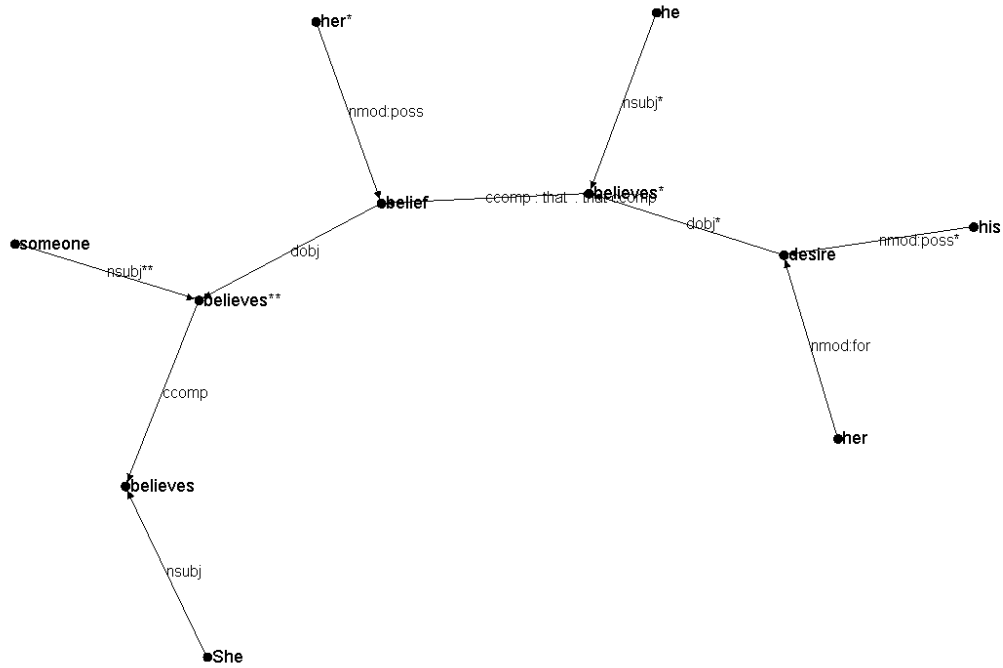 her*
he
nmod:poss
nsubj*
belief
ccomp : that
believes*
dobj*
his
nmod:poss*
desire
someone
dobj
nsubj**
believes**
nmod:for
ccomp
her
believes
nsubj
She